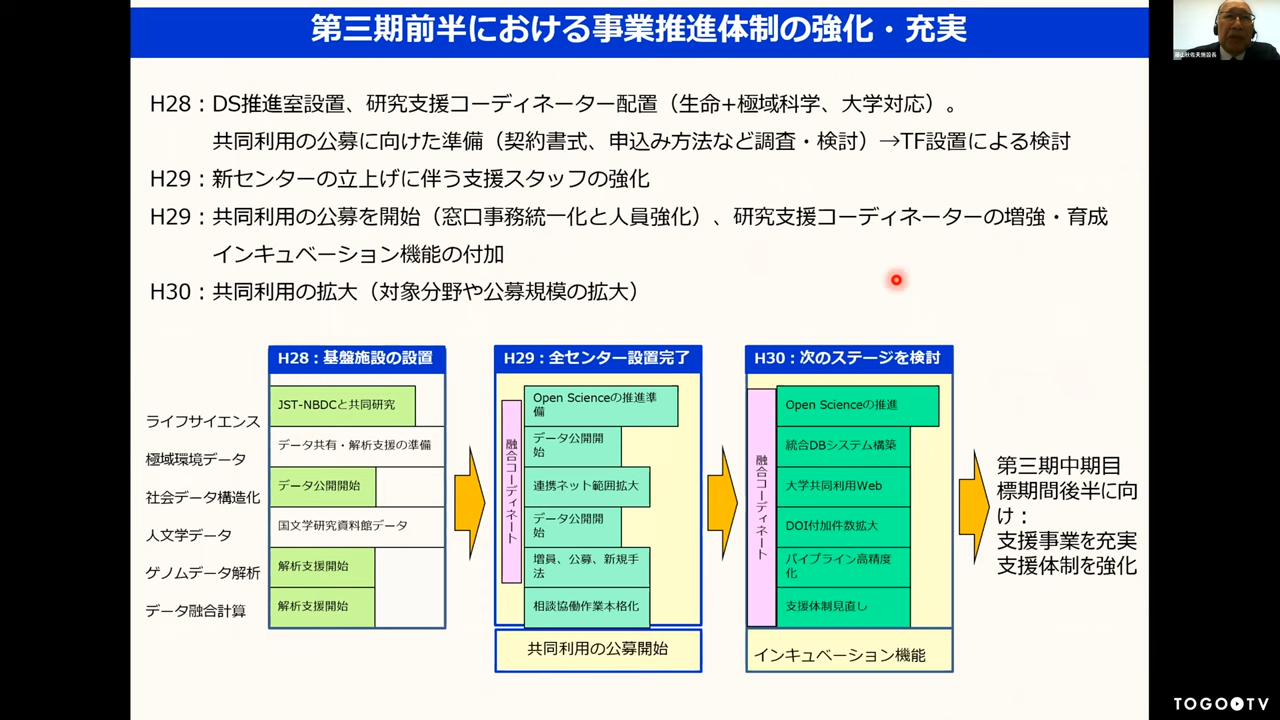 第三期前半における事業推進体制の強化・充実
H28：DS推進室設置、研究支援コーディネーター配置（生命+極域科学、大学対応）。
共同利用の公募に向けた準備（契約書式、申込み方法など調査・検討）→TF設置による検討
H29：新センターの立上げに伴う支援スタッフの強化
H29：共同利用の公募を開始（窓口事務統一化と人員強化）、研究支援コーディネーターの増強・育成
インキュベーション機能の付加
H30：共同利用の拡大（対象分野や公募規模の拡大）
ライフサイエンス
極域環境データ
社会データ構造化
人文学データ
ゲノムデータ解析
データ融合計算
H28：基盤施設の設置
JST-NBDCと共同研究
データ共有・解析支援の準備
データ公開開始
国文学研究資料館データ
解析支援開始
解析支援開始
H29：全センター設置完了
融合コーディネート
Open Scienceの推進準
備
データ公開開
始
連携ネット範囲拡大
データ公開開
始
増員、公募、新規手
法
相談協働作業本格化
共同利用の公募開始
H30：次のステージを検討
融合コーディネート
Open Scienceの推進
統合DBシステム構築
大学共同利用Web
DOI付加件数拡大
パイプライン高精度
化
支援体制見直し
インキュベーション機能
第三期中期目
標期間後半に向
け：
支援事業を充実
支援体制を強化
TOGO TV